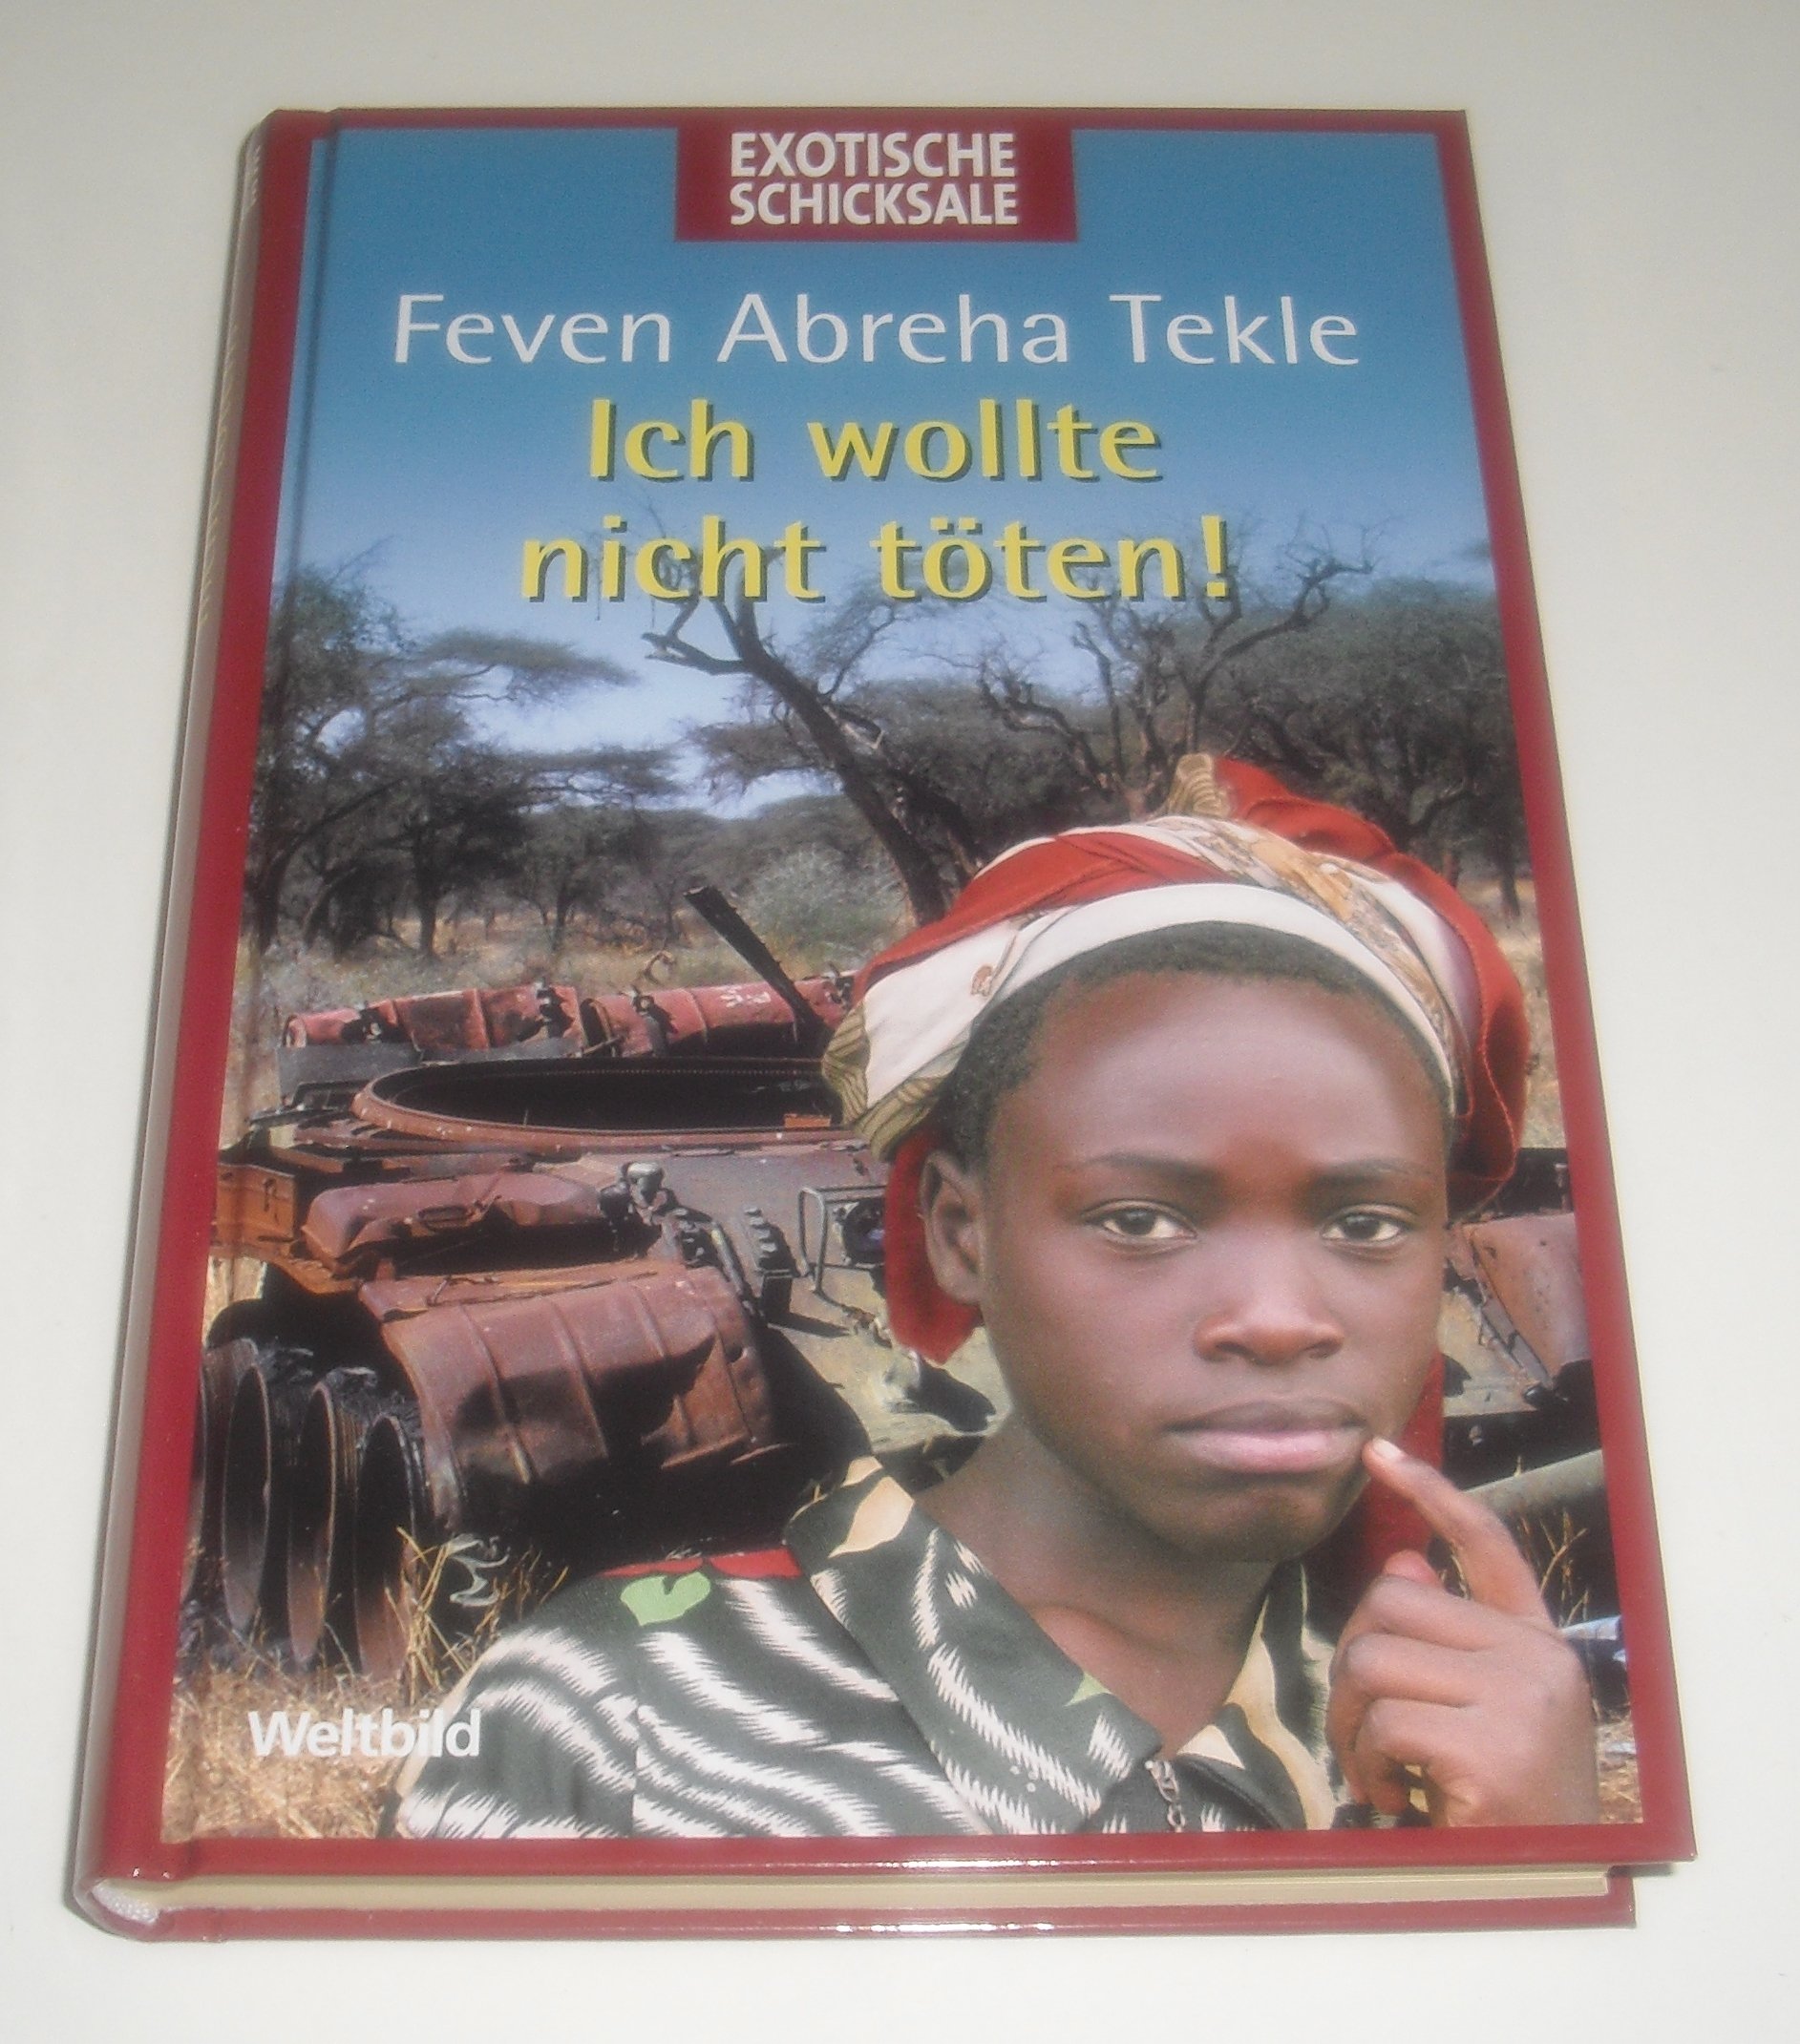 EXOTISCHE
SCHICKSALE
Feven Abreha Tekle
Ich wollte
nicht töten!
Weltbild